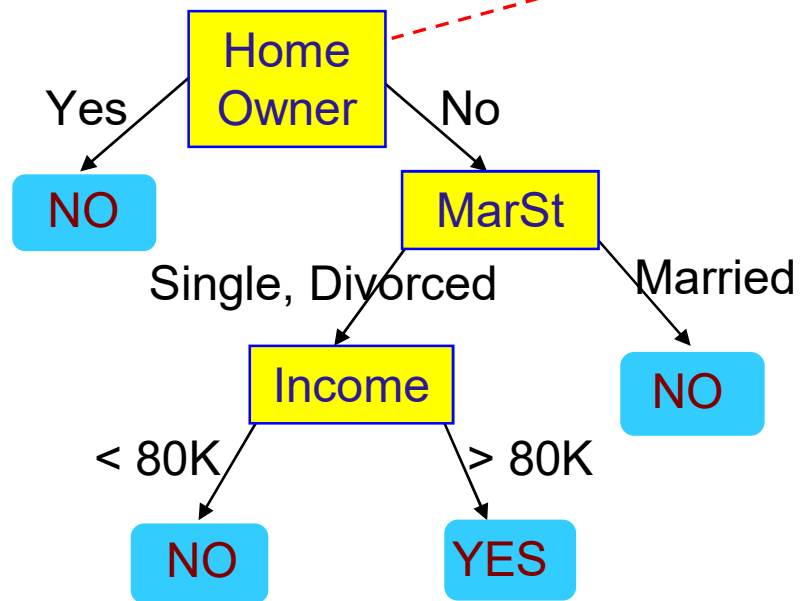 Home
Owner
Yes
No
NO
MarSt
Single, Divorced
Married
Income
NO
< 80K
> 80K
NO
YES